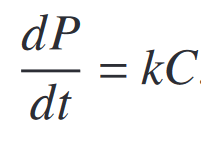 dP/dt = kC.